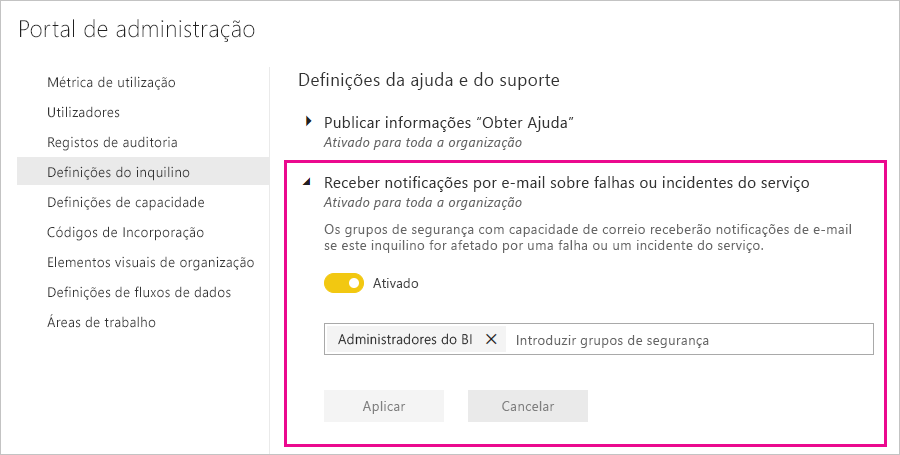 Portal de administração
Métrica de utilização
Utilizadores
Registos de auditoria
Definições do inquilino
Definições de capacidade
Códigos de Incorporação
Elementos visuais de organização
Definições de fluxos de dados
Áreas de trabalho
Definições da ajuda e do suporte
Publicar informações “Obter Ajuda”
Ativado para toda a organização
Receber notificações por e-mail sobre falhas ou incidentes do serviço
Ativado para toda a organização
Os grupos de segurança com capacidade de correio receberão notificações de e-mail
se este inquilino for afetado por uma falha ou um incidente do serviço.
Ativado
Administradores do BI Introduzir grupos de segurança
Aplicar Cancelar